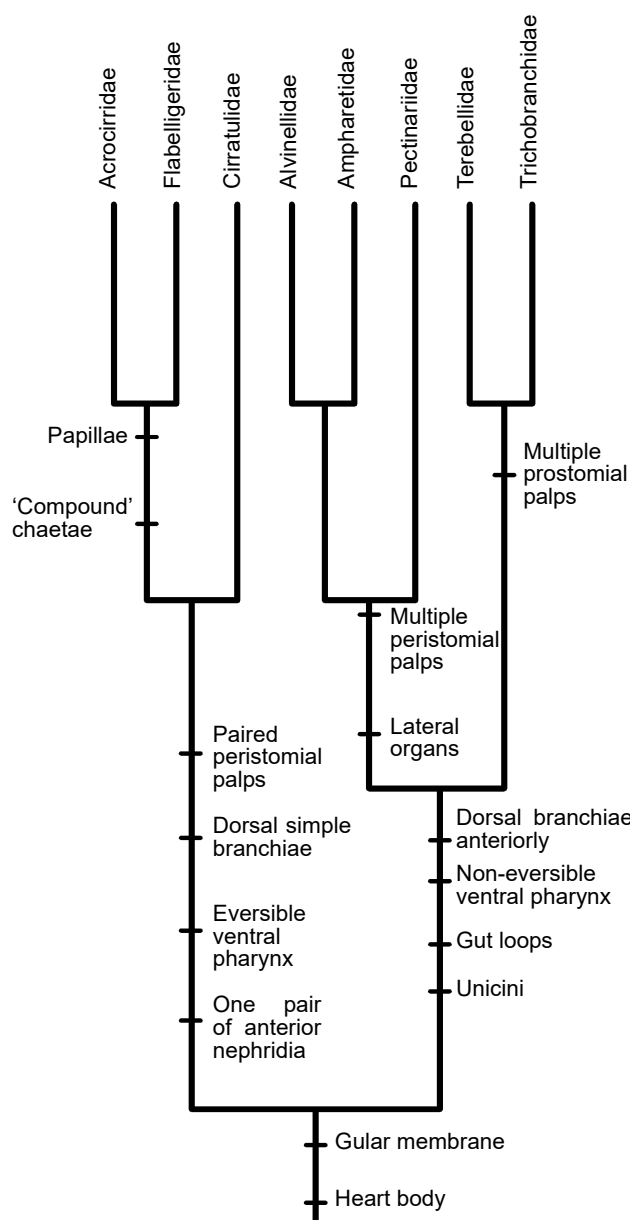 Acrocirridae
Flabelligeridae
Cirratulidae
Alvinellidae
Ampharetidae
Pectinariidae
Terebellidae
Trichobranchidae
Papillae
‘Compound’
chaetae
Multiple
prostomial
palps
Multiple
peristomial
palps
Lateral
organs
Paired
peristomial
palps
Dorsal simple
branchiae
Eversible
ventral
pharynx
One pair
of anterior
nephridia
Dorsal branchiae
anteriorly
Non-eversible
ventral pharynx
Gut loops
Unicini
Gular membrane
Heart body